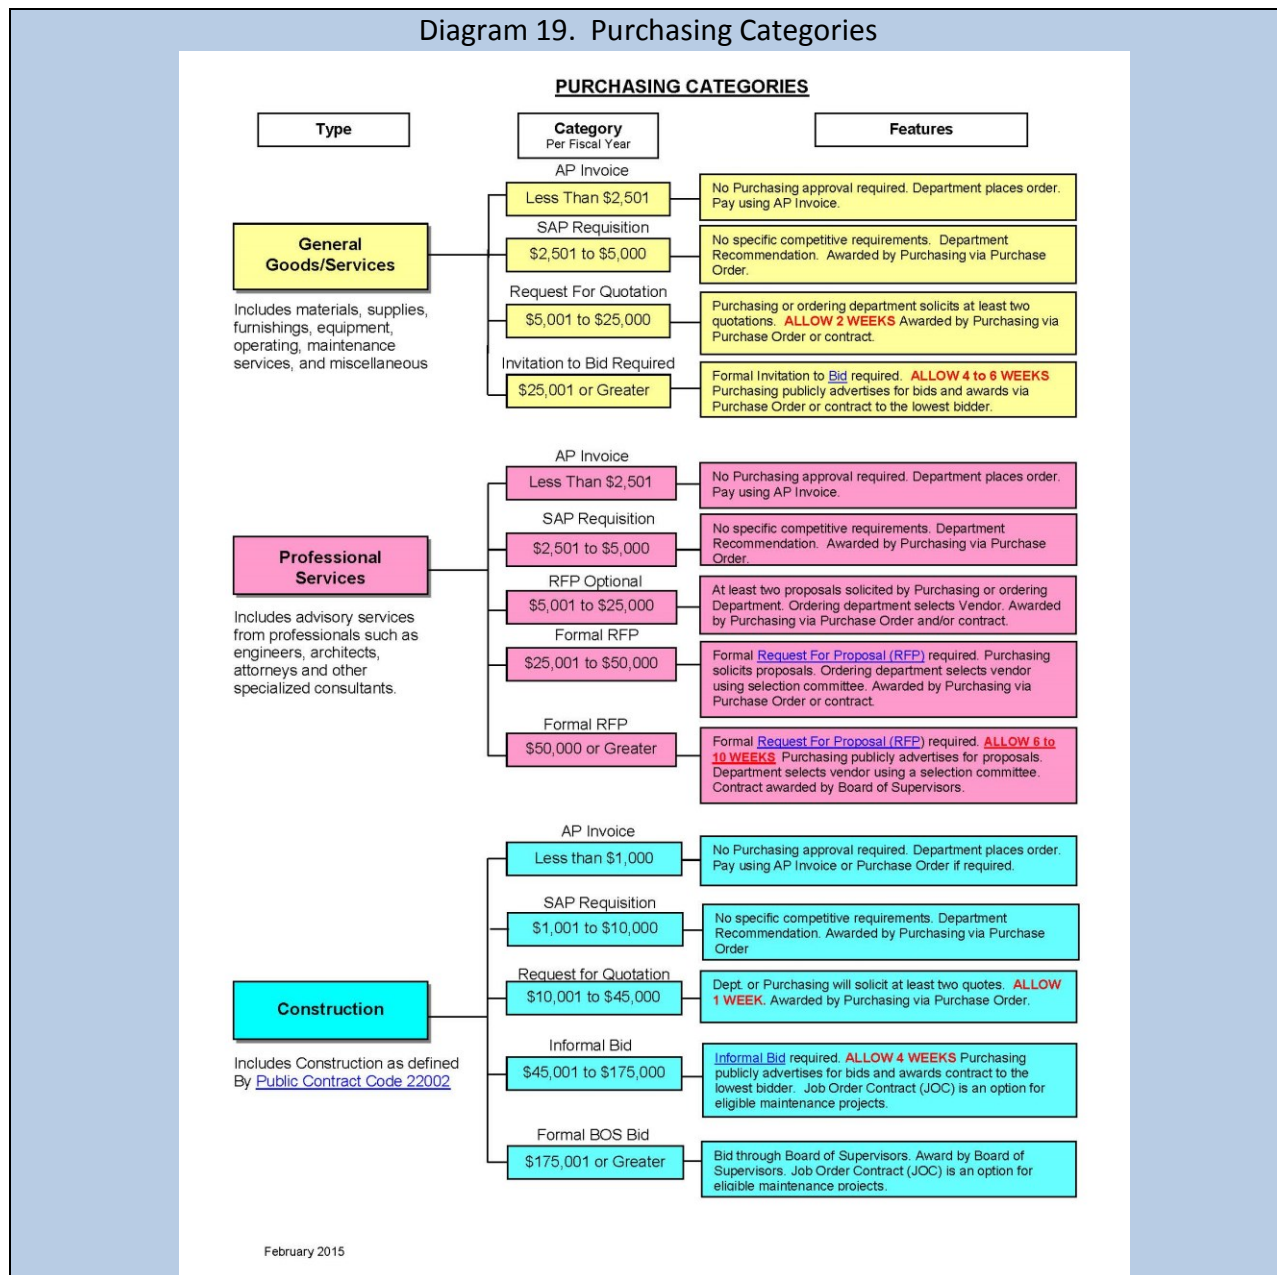 Diagram 19.  Purchasing Categories
PURCHASING CATEGORIES
Type
Category
Per Fiscal Year
Features
General
Goods/Services
Includes materials, supplies,
furnishings, equipment,
operating, maintenance
services, and miscellaneous
AP Invoice
Less Than $2,501
No Purchasing approval required. Department places order.
Pay using AP Invoice.
SAP Requisition
$2,501 to $5,000
No specific competitive requirements.  Department
Recommendation.  Awarded by Purchasing via Purchase
Order.
Request For Quotation
$5,001 to $25,000
Purchasing or ordering department solicits at least two
quotations.  ALLOW 2 WEEKS Awarded by Purchasing via
Purchase Order or contract.
Invitation to Bid Required
$25,001 or Greater
Formal Invitation to Bid required.  ALLOW 4 to 6 WEEKS
Purchasing publicly advertises for bids and awards via
Purchase Order or contract to the lowest bidder.
Professional
Services
Includes advisory services
from professionals such as
engineers, architects,
attorneys and other
specialized consultants.
AP Invoice
Less Than $2,501
No Purchasing approval required. Department places order.
Pay using AP Invoice.
SAP Requisition
$2,501 to $5,000
No specific competitive requirements. Department
Recommendation.  Awarded by Purchasing via Purchase
Order.
RFP Optional
$5,001 to $25,000
At least two proposals solicited by Purchasing or ordering
Department. Ordering department selects Vendor. Awarded
by Purchasing via Purchase Order and/or contract.
Formal RFP
$25,001 to $50,000
Formal Request For Proposal (RFP) required. Purchasing
solicits proposals. Ordering department selects vendor
using selection committee. Awarded by Purchasing via
Purchase Order or contract.
Formal RFP
$50,000 or Greater
Formal Request For Proposal (RFP) required. ALLOW 6 to
10 WEEKS  Purchasing publicly advertises for proposals.
Department selects vendor using a selection committee.
Contract awarded by Board of Supervisors.
Construction
Includes Construction as defined
By Public Contract Code 22002
AP Invoice
Less than $1,000
No Purchasing approval required. Department places order.
Pay using AP Invoice or Purchase Order if required.
SAP Requisition
$1,001 to $10,000
No specific competitive requirements. Department
Recommendation. Awarded by Purchasing via Purchase
Order
Request for Quotation
$10,001 to $45,000
Dept. or Purchasing will solicit at least two quotes.  ALLOW
1 WEEK. Awarded by Purchasing via Purchase Order.
Informal Bid
$45,001 to $175,000
Informal Bid required. ALLOW 4 WEEKS Purchasing
publicly advertises for bids and awards contract to the
lowest bidder.  Job Order Contract (JOC) is an option for
eligible maintenance projects.
Formal BOS Bid
$175,001 or Greater
Bid through Board of Supervisors. Award by Board of
Supervisors. Job Order Contract (JOC) is an option for
eligible maintenance projects.
February 2015